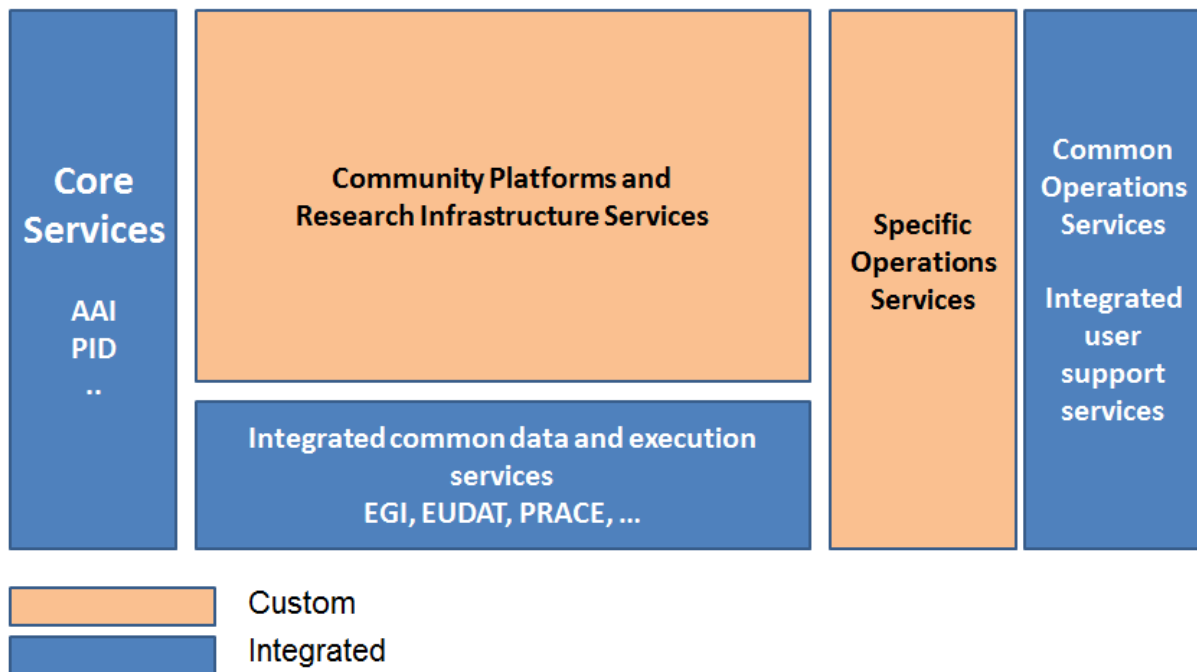 Core
Services
AAI
PID
..
Community Platforms and
Research Infrastructure Services
Integrated common data and execution
services
EGI, EUDAT, PRACE, ...
Specific
Operations
Services
Common
Operations
Services
Integrated
user
support
services
Custom
Integrated